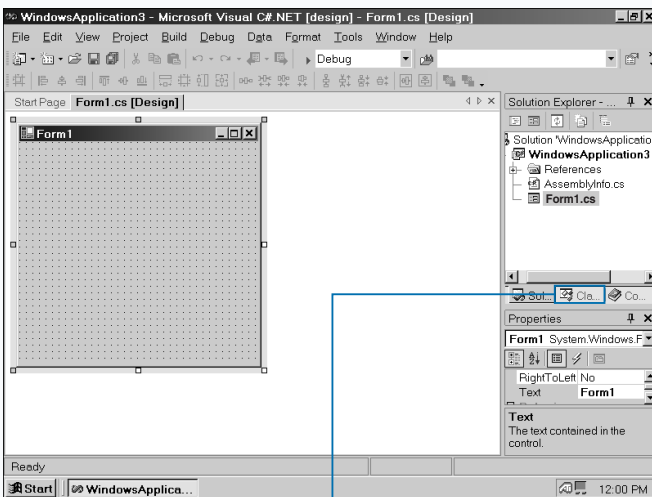 WindowsApplication3 - Microsoft Visual C#.NET [design] - Form1.cs [Design]
File Edit View Project Build Debug Data Format Tools Window Help
Debug
Start Page Form1.cs [Design]
Solution Explorer - ...
Form1
Solution 'WindowsApplicatio
WindowsApplication3
References
AssemblyInfo.cs
Form1.cs
Sol... Cla... Co...
Properties
Form1 System.Windows.F
RightToLeft No
Text Form1
Text
The text contained in the
control.
Ready
Start WindowsApplica... 12:00 PM